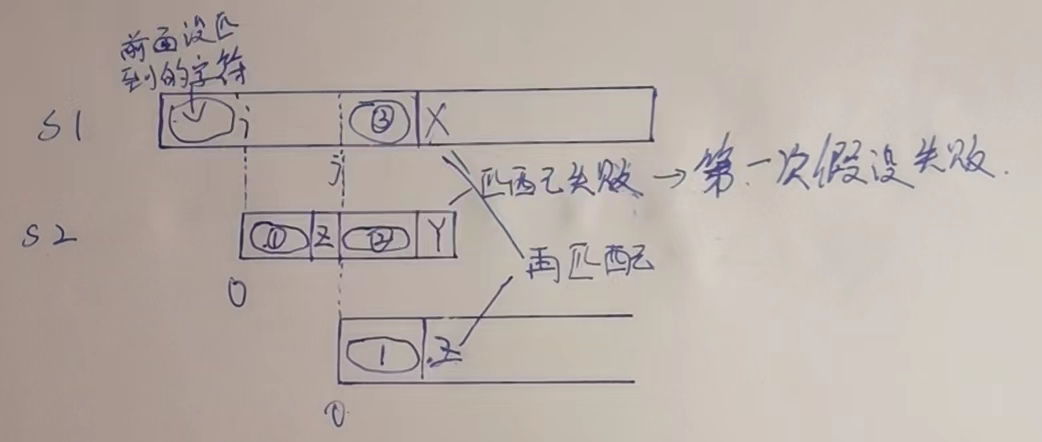 前面没匹
到的字符
S1 i ③ X
j
匹配失败 → 第一次假设失败.
S2 ① Z ② Y
再匹配
0
1 Z
0